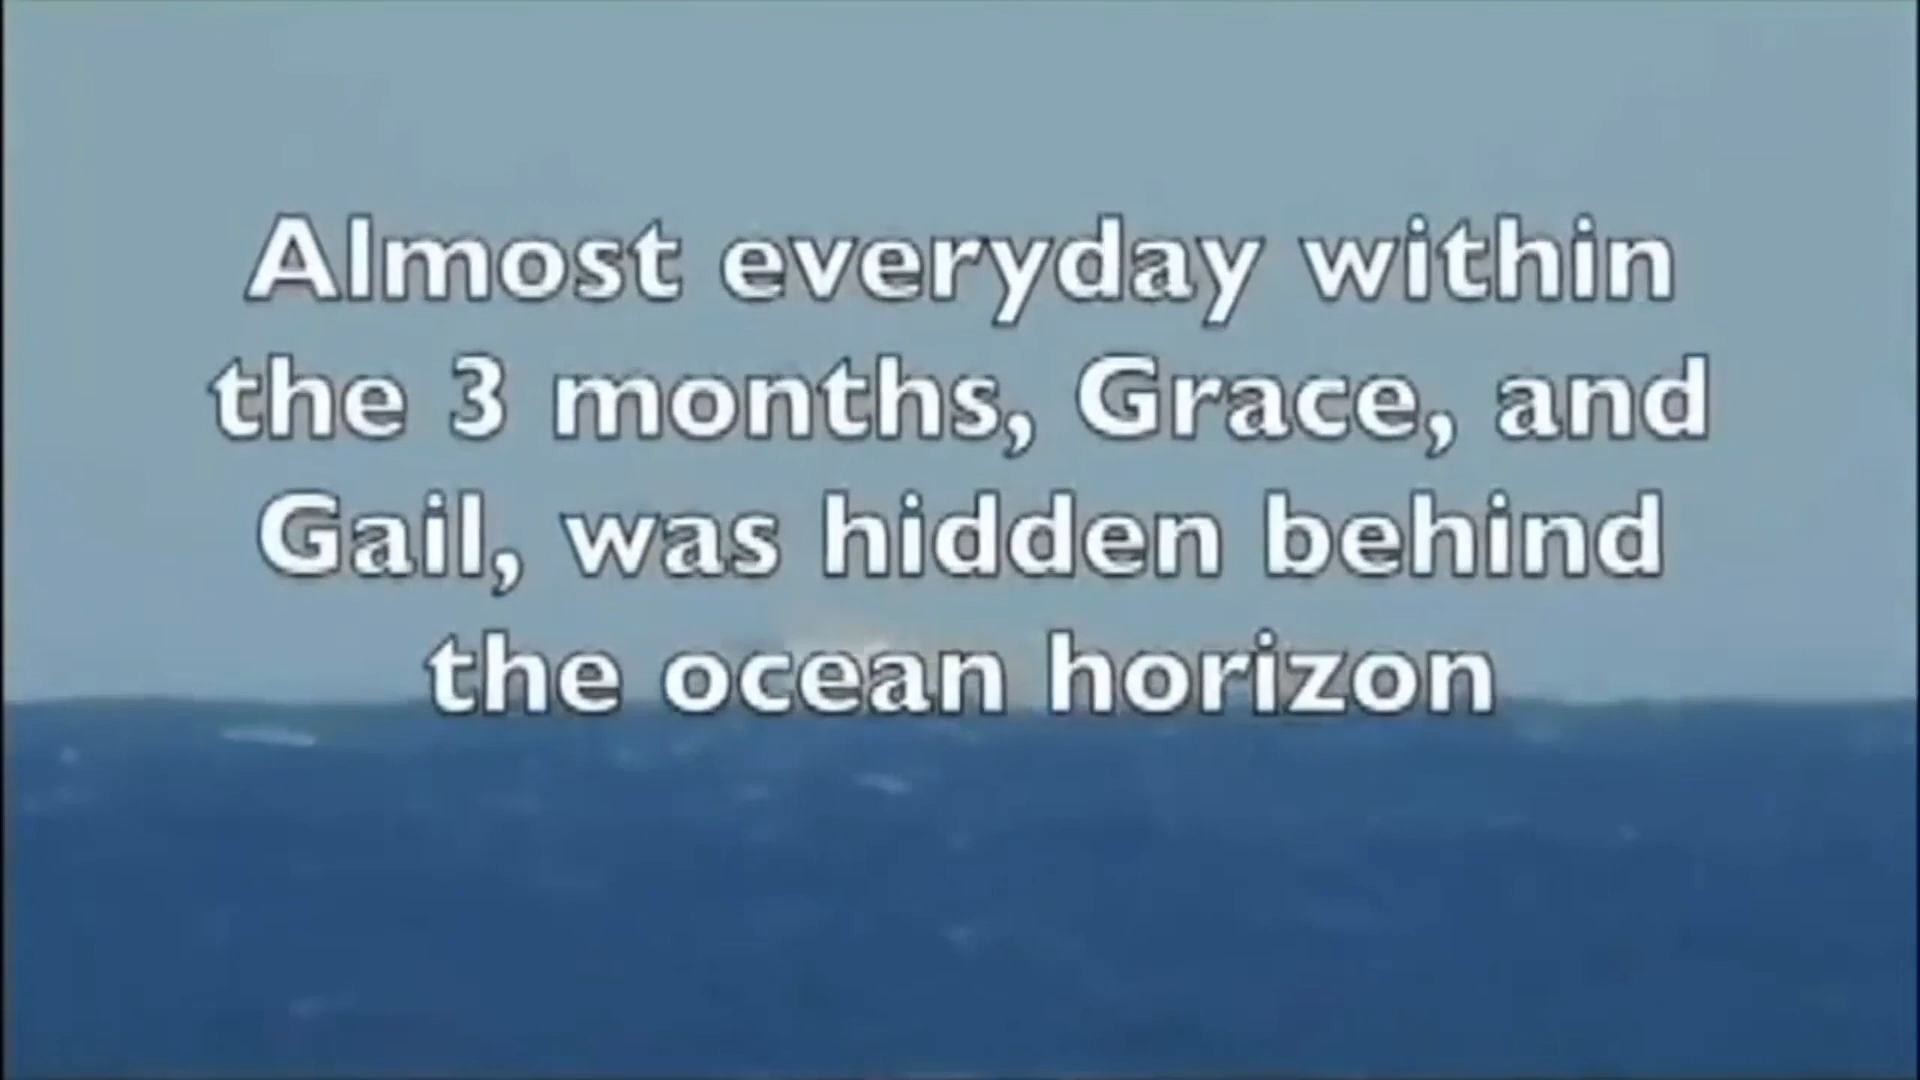 Almost everyday within
the 3 months, Grace, and
Gail, was hidden behind
the ocean horizon